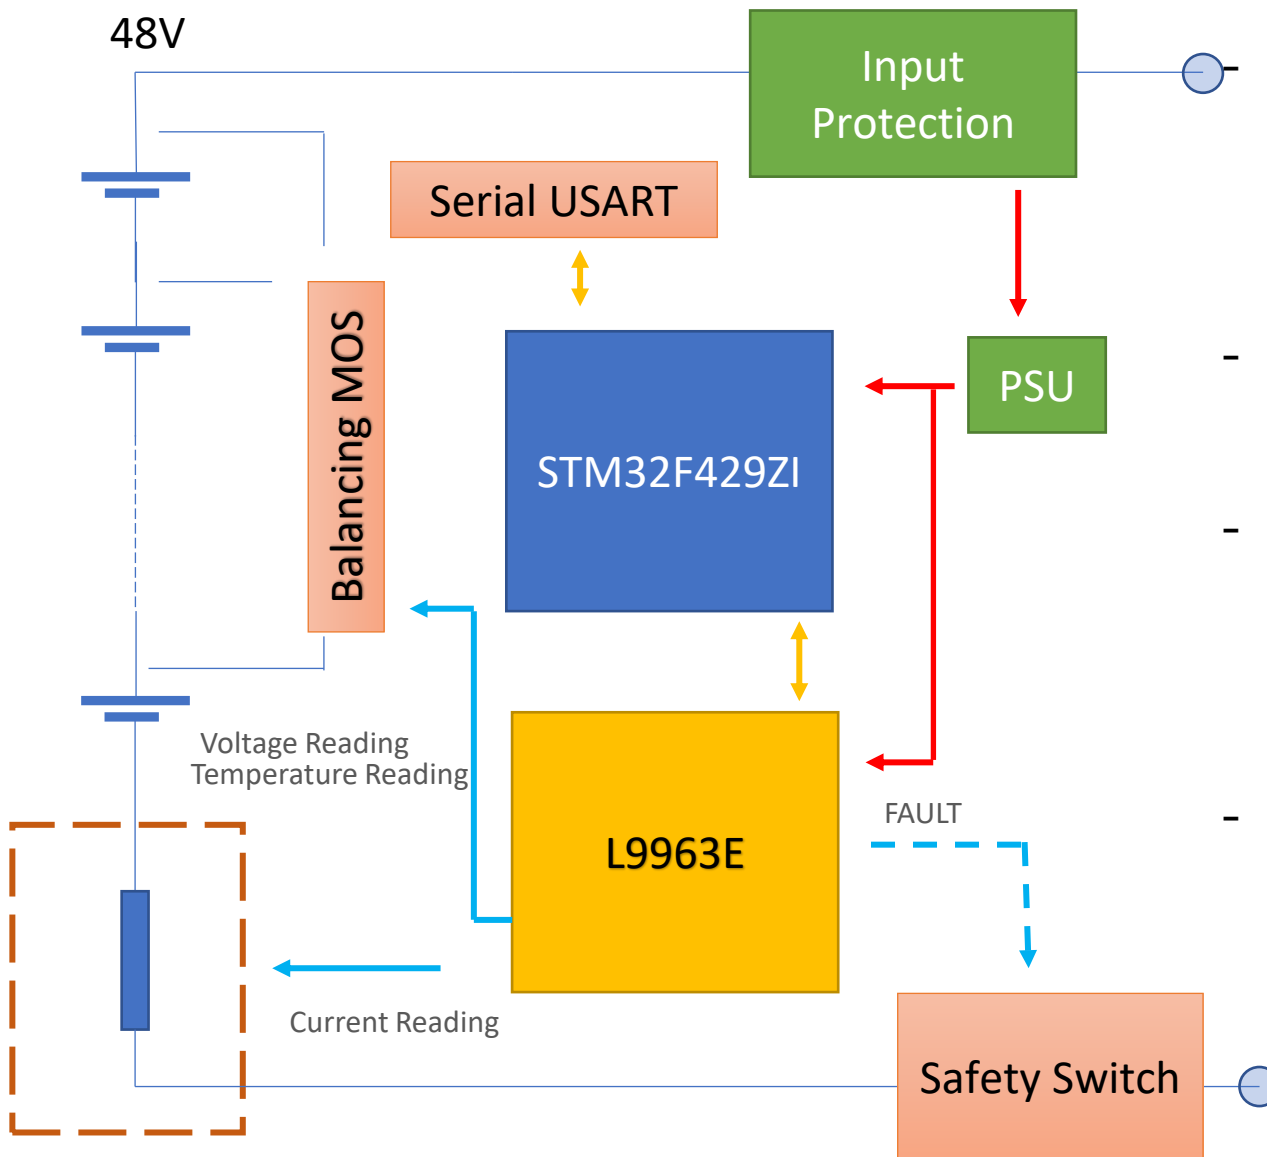 48V
Input
Protection
-
Serial USART
Balancing MOS
PSU
-
STM32F429ZI
-
Voltage Reading
Temperature Reading
FAULT
-
L9963E
Current Reading
Safety Switch